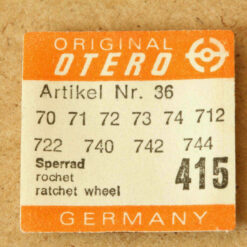 ORIGINAL
OTERO
Artikel Nr. 36
70 71 72 73 74 712
722 740 742 744
Sperrad
rochet
ratchet wheel
415
GERMANY